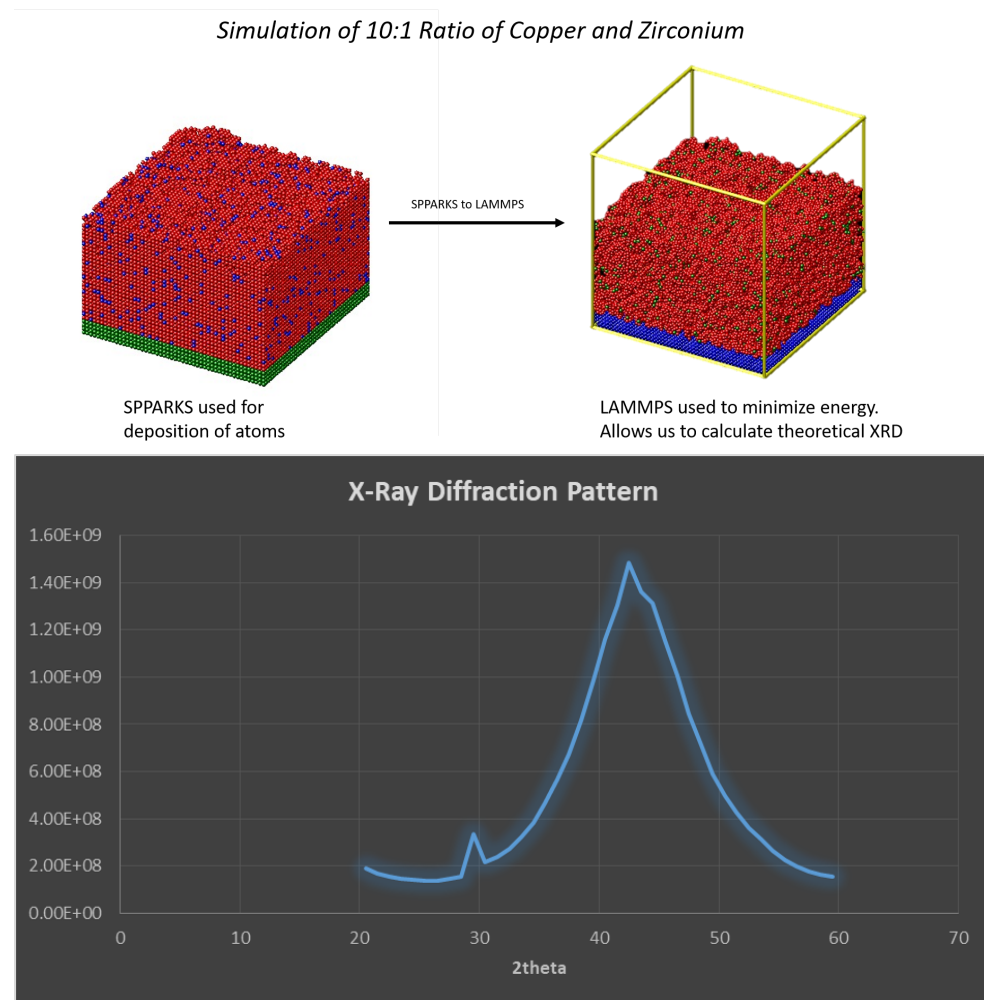 Simulation of 10:1 Ratio of Copper and Zirconium
SPPARKS to LAMMPS
SPPARKS used for
deposition of atoms
LAMMPS used to minimize energy.
Allows us to calculate theoretical XRD
X-Ray Diffraction Pattern
1.60E+09
1.40E+09
1.20E+09
1.00E+09
8.00E+08
6.00E+08
4.00E+08
2.00E+08
0.00E+00
0 10 20 30 40 50 60 70
2theta